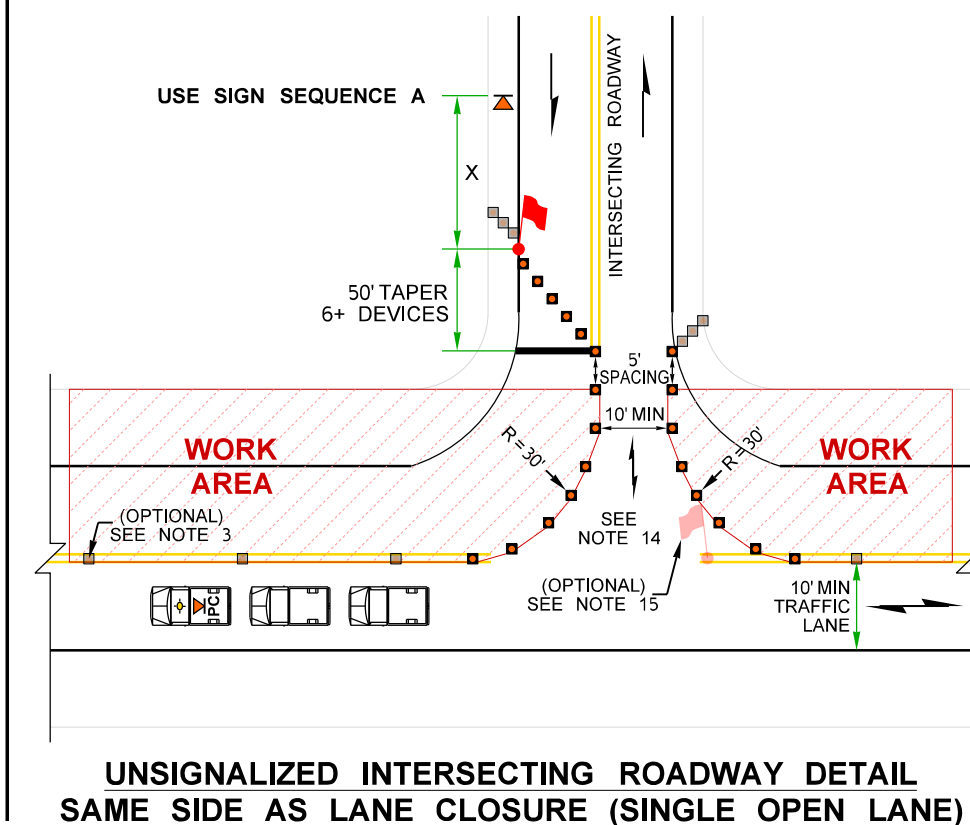 USE SIGN SEQUENCE A
X
INTERSECTING ROADWAY
50' TAPER
6+ DEVICES
5'
SPACING
10' MIN
R = 30'
R = 30'
WORK
AREA
WORK
AREA
(OPTIONAL)
SEE NOTE 3
SEE
NOTE 14
(OPTIONAL)
SEE NOTE 15
PC
10' MIN
TRAFFIC
LANE
UNSIGNALIZED INTERSECTING ROADWAY DETAIL
SAME SIDE AS LANE CLOSURE (SINGLE OPEN LANE)